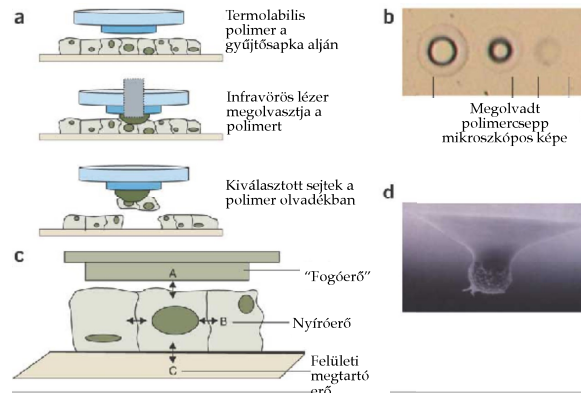 a
Termolabilis
polimer a
gyűjtősapka alján
Infravörös lézer
megolvasztja a
polimert
Kiválasztott sejtek a
polimer olvadékban
b
Megolvadt
polimercsepp
mikroszkópos képe
c
A
"Fogóerő"
B
Nyíróerő
C
Felületi
megtartó
erő
d